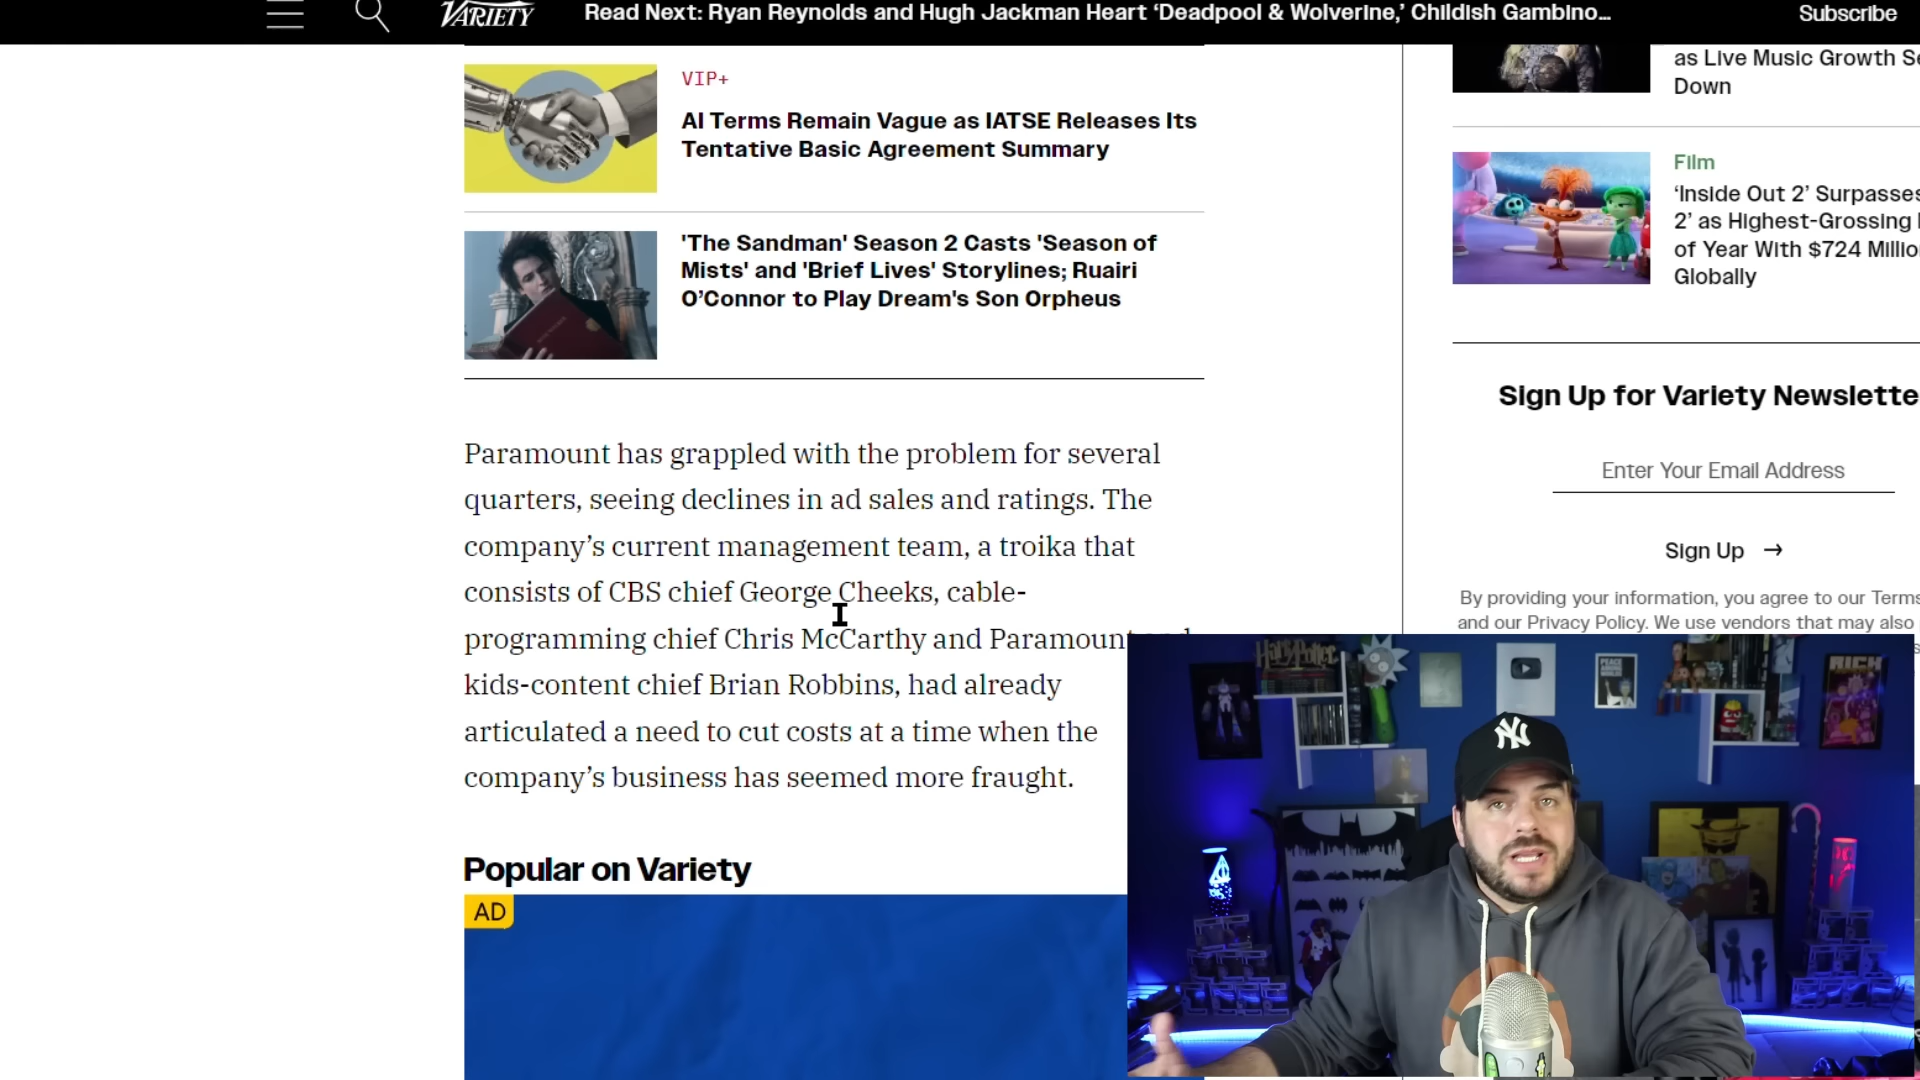 VARIETY
Read Next: Ryan Reynolds and Hugh Jackman Heart ‘Deadpool & Wolverine,’ Childish Gambino...
Subscribe
VIP+
AI Terms Remain Vague as IATSE Releases Its
Tentative Basic Agreement Summary
'The Sandman' Season 2 Casts 'Season of
Mists' and 'Brief Lives' Storylines; Ruairi
O’Connor to Play Dream's Son Orpheus
Paramount has grappled with the problem for several
quarters, seeing declines in ad sales and ratings. The
company’s current management team, a troika that
consists of CBS chief George Cheeks, cable-
programming chief Chris McCarthy and Paramount and
kids-content chief Brian Robbins, had already
articulated a need to cut costs at a time when the
company’s business has seemed more fraught.
Popular on Variety
AD
as Live Music Growth
Down
Film
‘Inside Out 2’ Surpasses
2’ as Highest-Grossing
of Year With $724
Globally
Sign Up for Variety
Enter Your Email Address
Sign Up →
By providing your information, you agree to our Terms
and our Privacy Policy. We use vendors that may also
Harry Potter
PEACE
AMONG
WORLDS
RICH
NY